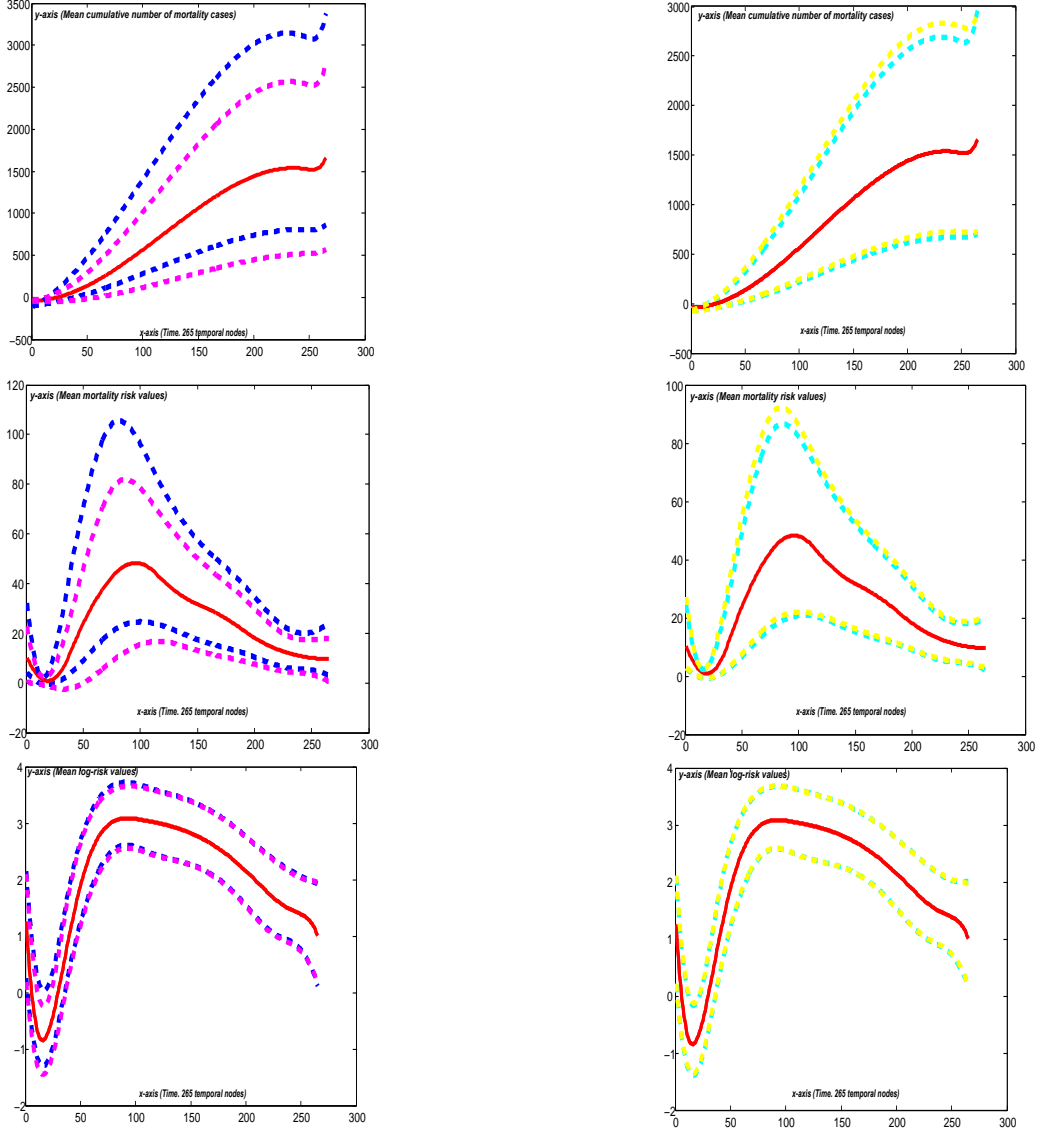 y-axis (Mean cumulative number of mortality cases)
3500
3000
2500
2000
1500
1000
500
0
−500
x-axis (Time. 265 temporal nodes)
0 50 100 150 200 250 300
y-axis (Mean cumulative number of mortality cases)
3000
2500
2000
1500
1000
500
0
−500
x-axis (Time. 265 temporal nodes)
0 50 100 150 200 250 300
y-axis (Mean mortality risk values)
120
100
80
60
40
20
0
−20
x-axis (Time. 265 temporal nodes)
0 50 100 150 200 250 300
y-axis (Mean mortality risk values)
100
80
60
40
20
0
−20
x-axis (Time. 265 temporal nodes)
0 50 100 150 200 250 300
y-axis (Mean log-risk values)
4
3
2
1
0
−1
−2
x-axis (Time. 265 temporal nodes)
0 50 100 150 200 250 300
y-axis (Mean log-risk values)
4
3
2
1
0
−1
−2
x-axis (Time. 265 temporal nodes)
0 50 100 150 200 250 300